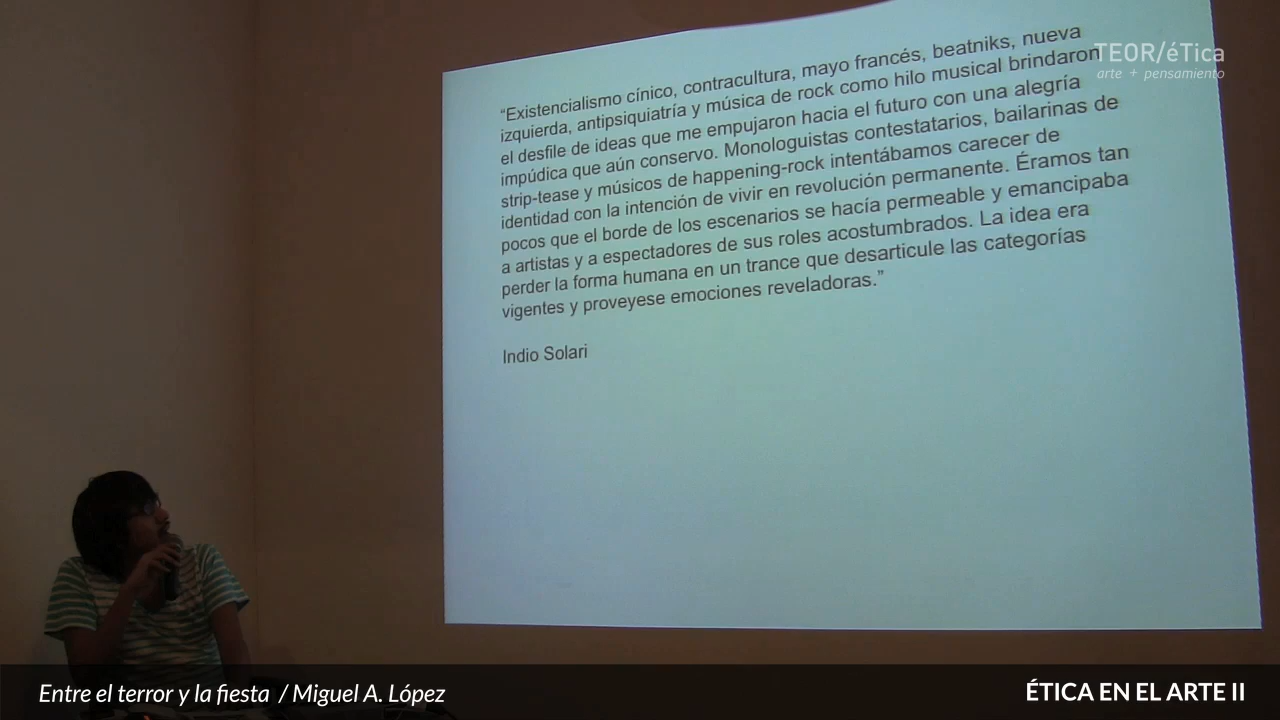 “Existencialismo cínico, contracultura, mayo francés, beatniks, nueva
izquierda, antipsiquiatría y música de rock como hilo musical brindaron
el desfile de ideas que me empujaron hacia el futuro con una alegría
impúdica que aún conservo. Monologuistas contestatarios, bailarinas de
strip-tease y músicos de happening-rock intentábamos carecer de
identidad con la intención de vivir en revolución permanente. Éramos tan
pocos que el borde de los escenarios se hacía permeable y emancipaba
a artistas y a espectadores de sus roles acostumbrados. La idea era
perder la forma humana en un trance que desarticule las categorías
vigentes y proveyese emociones reveladoras.”
Indio Solari
TEOR/éTica
arte + pensamiento
Entre el terror y la fiesta / Miguel A. López
ÉTICA EN EL ARTE II